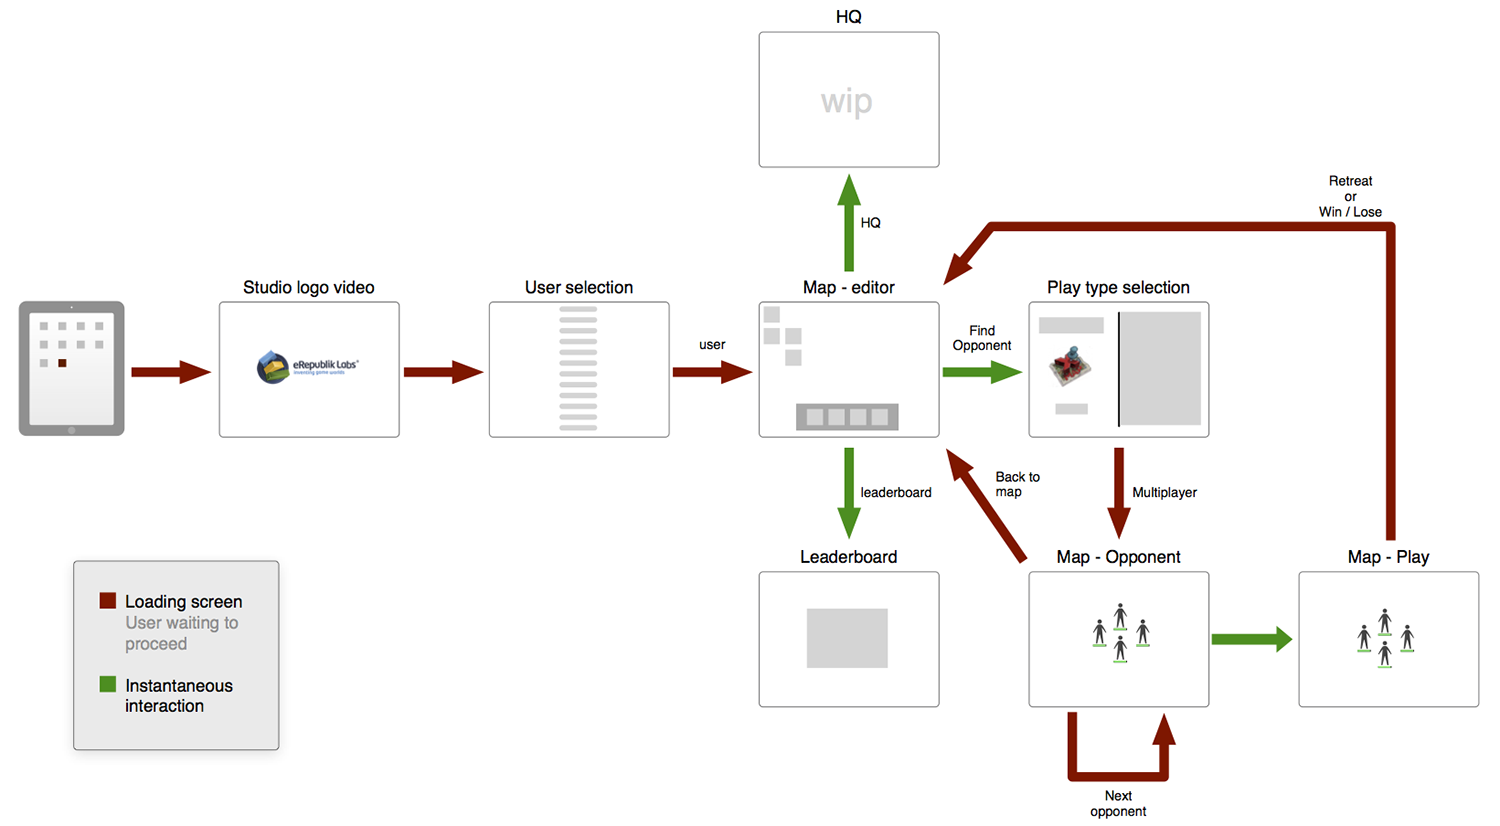 HQ
wip
HQ
Retreat
or
Win / Lose
Studio logo video
User selection
Map - editor
Play type selection
eRepublik Labs®
inventing game worlds
user
Find
Opponent
leaderboard
Back to
map
Multiplayer
Leaderboard
Map - Opponent
Map - Play
Loading screen
User waiting to
proceed
Instantaneous
interaction
Next
opponent